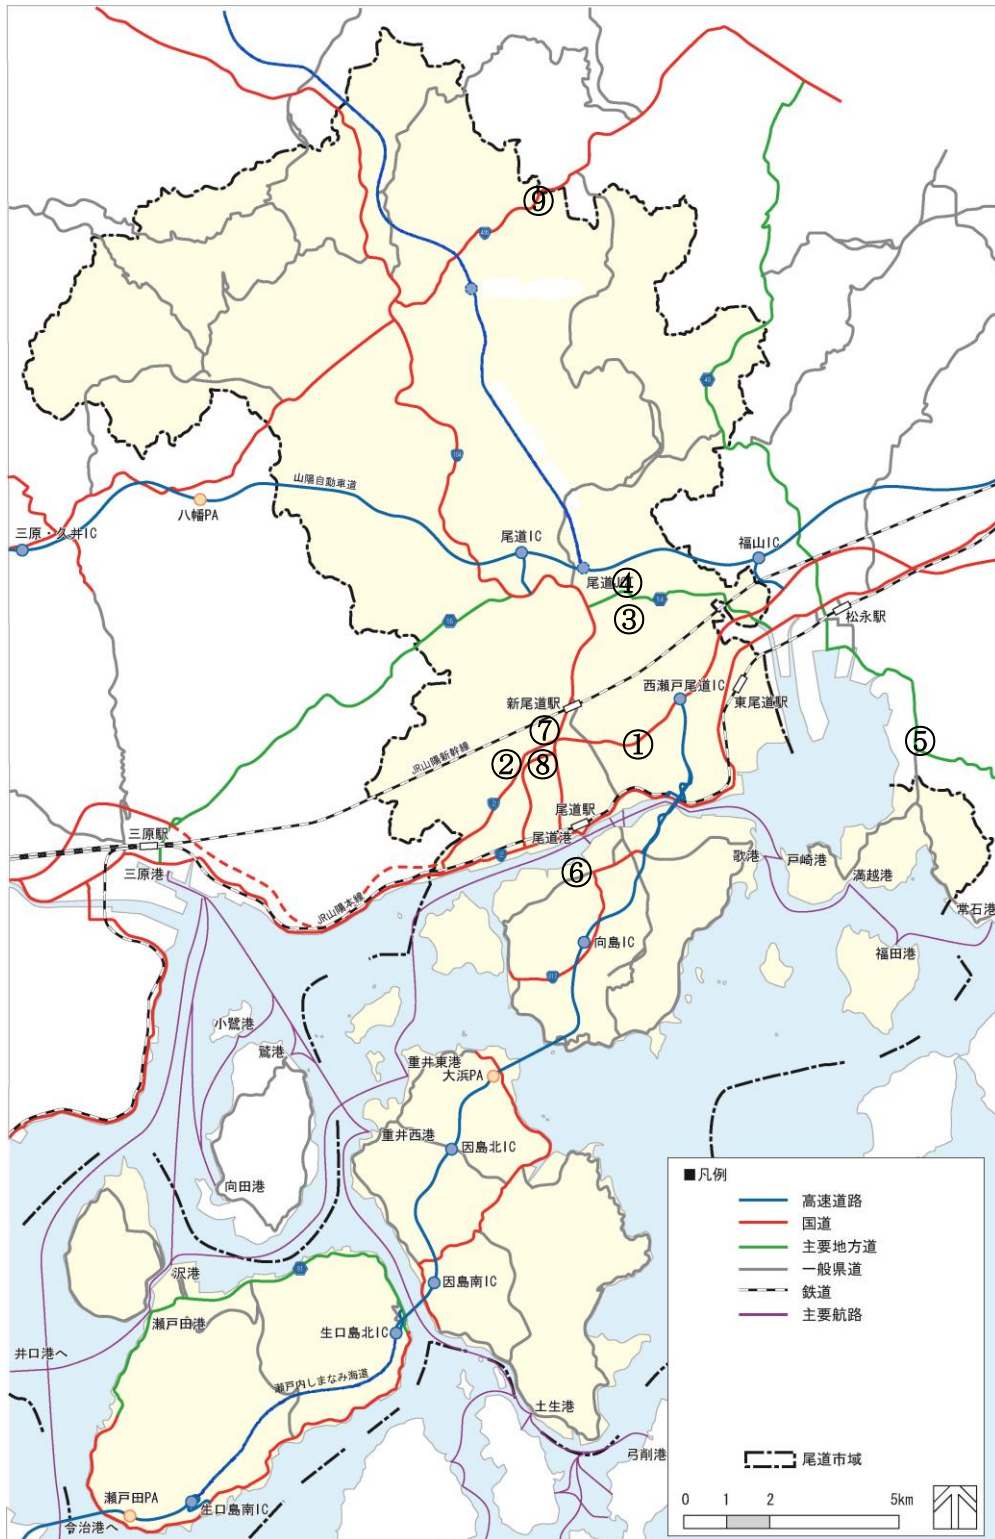 ⑨
山陽自動車道
八幡PA
三原・久井IC
尾道IC
福山IC
尾道
④
③
松永駅
西瀬戸尾道IC
東尾道駅
新尾道駅
⑦
①
②
⑧
⑤
JR山陽新幹線
尾道駅
尾道港
三原駅
三原港
JR山陽本線
歌港
戸崎港
満越港
⑥
常石港
向島IC
福田港
317
小鷺港
鷲港
重井東港
大浜PA
重井西港
因島北IC
向田港
沢港
因島南IC
瀬戸田港
生口島北IC
井口港へ
瀬戸内しまなみ海道
土生港
弓削港
瀬戸田PA
生口島南IC
今治港へ
■凡例
高速道路
国道
主要地方道
一般県道
鉄道
主要航路
尾道市域
0 1 2 5km